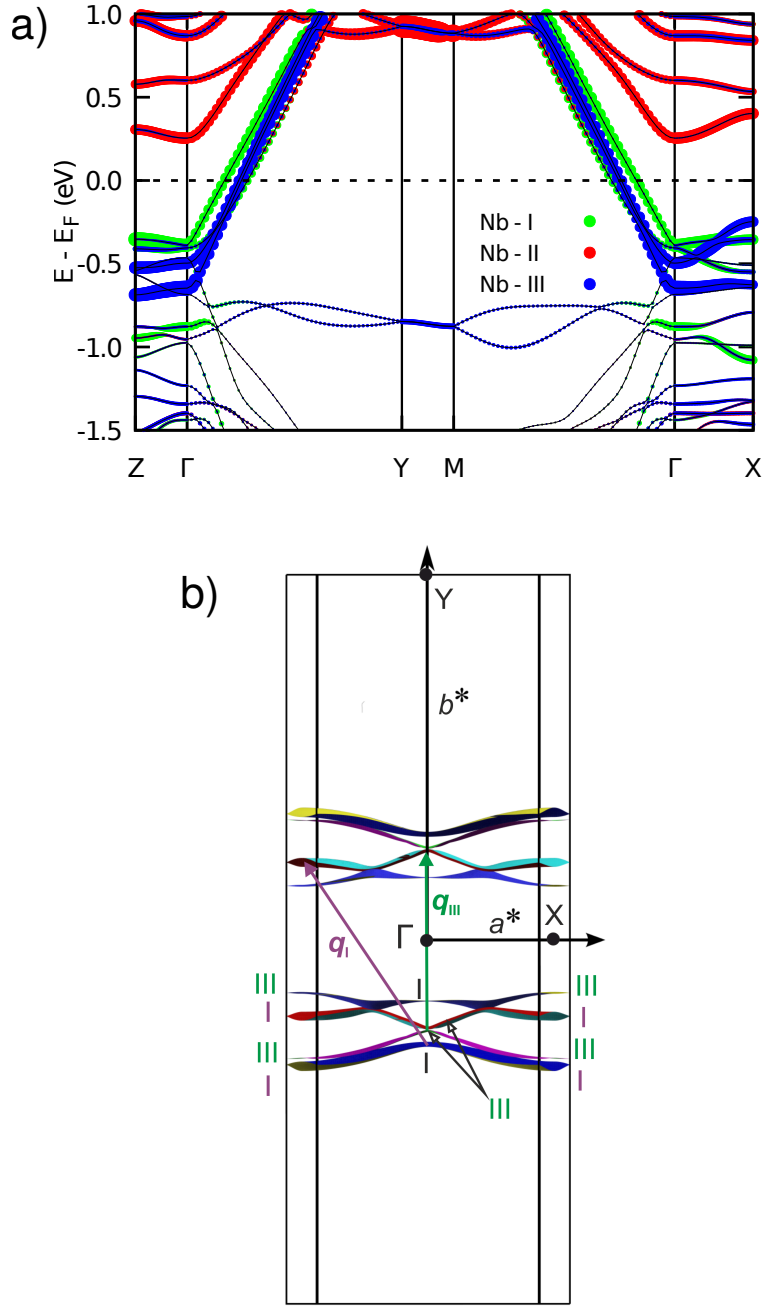 a)
1.0
0.5
0.0
-0.5
-1.0
-1.5
E - E_F (eV)
Nb - I
Nb - II
Nb - III
Z Γ Y M Γ X
b)
Y
b*
q_III
q_I
Γ
a*
X
I
III III
I I
III III
I I I
III